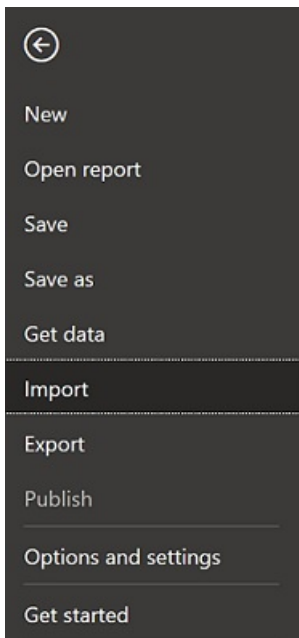 New
Open report
Save
Save as
Get data
Import
Export
Publish
Options and settings
Get started